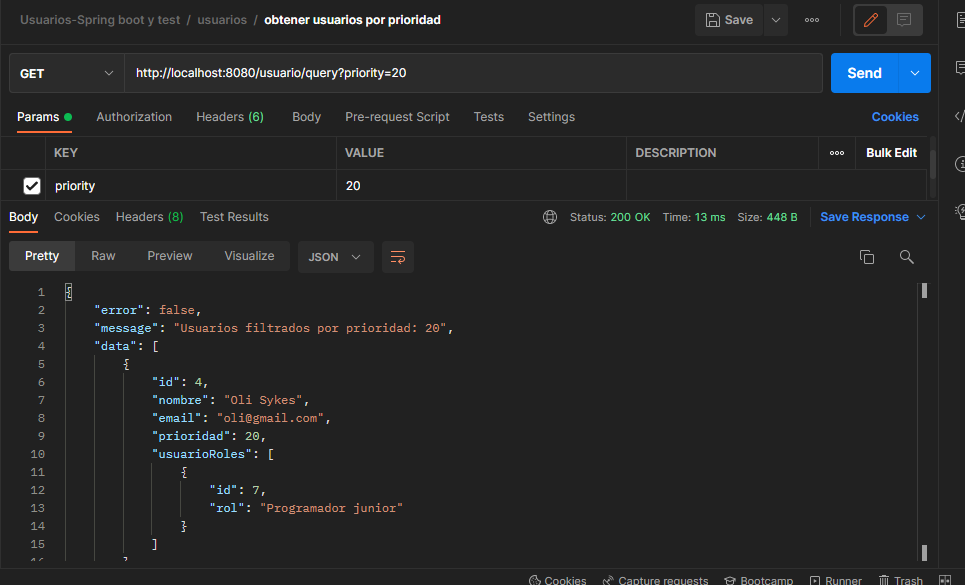 Usuarios-Spring boot y test / usuarios / obtener usuarios por prioridad
Save
GET
http://localhost:8080/usuario/query?priority=20
Send
Params Authorization Headers (6) Body Pre-request Script Tests Settings Cookies
KEY VALUE DESCRIPTION Bulk Edit
priority 20
Body Cookies Headers (8) Test Results Status: 200 OK Time: 13 ms Size: 448 B Save Response
Pretty Raw Preview Visualize JSON
1 {
2 "error": false,
3 "message": "Usuarios filtrados por prioridad: 20",
4 "data": [
5 {
6 "id": 4,
7 "nombre": "Oli Sykes",
8 "email": "oli@gmail.com",
9 "prioridad": 20,
10 "usuarioRoles": [
11 {
12 "id": 7,
13 "rol": "Programador junior"
14 }
15 ]
16 }
Cookies Capture requests Bootcamp Runner Trash